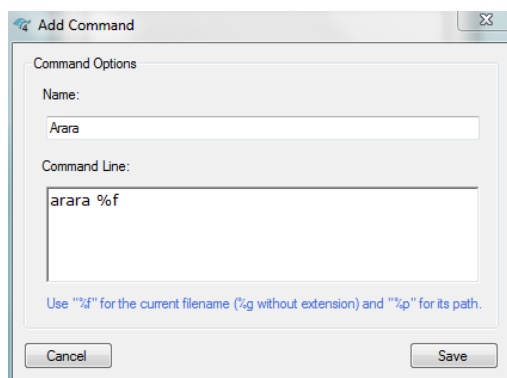 Add Command
Command Options
Name:
Arara
Command Line:
arara %f
Use "%f" for the current filename (%g without extension) and "%p" for its path.
Cancel
Save